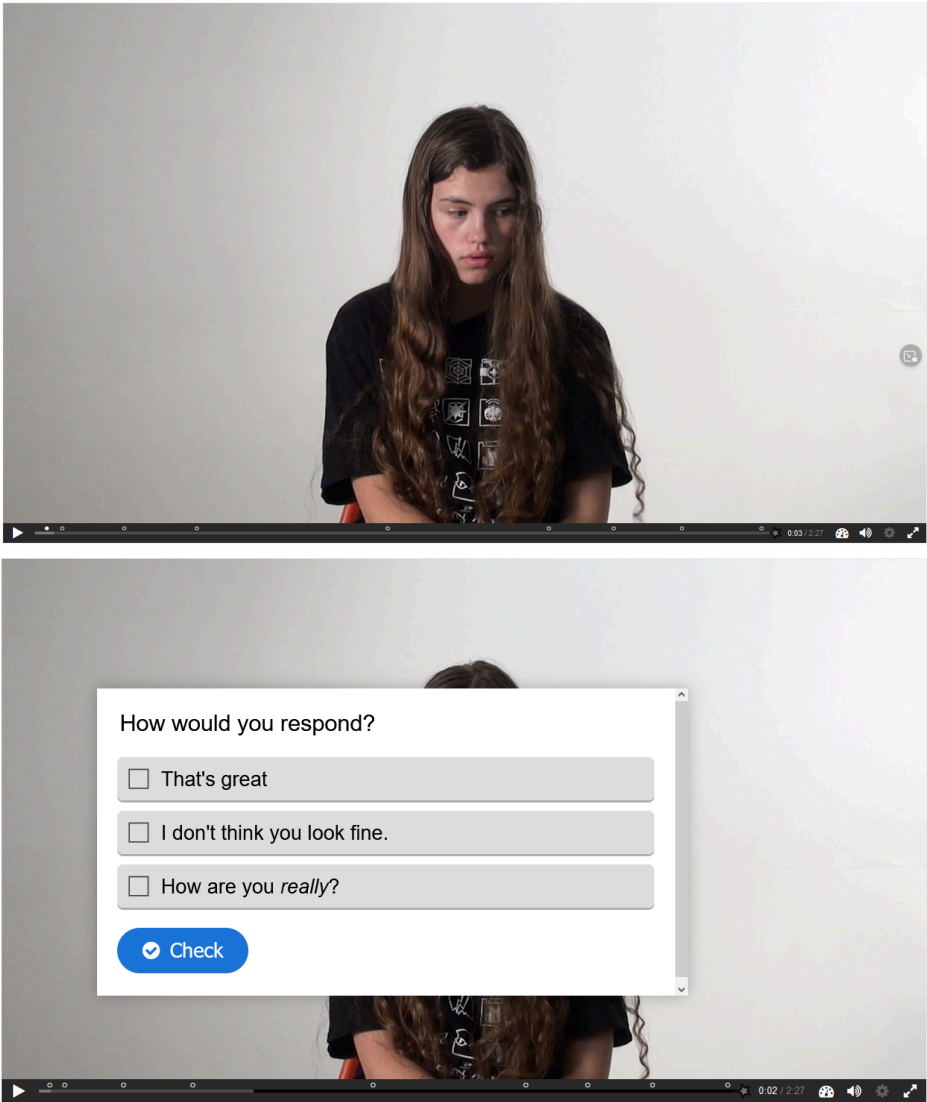 0:03 / 2:27
How would you respond?
That's great
I don't think you look fine.
How are you really?
Check
0:02 / 2:27